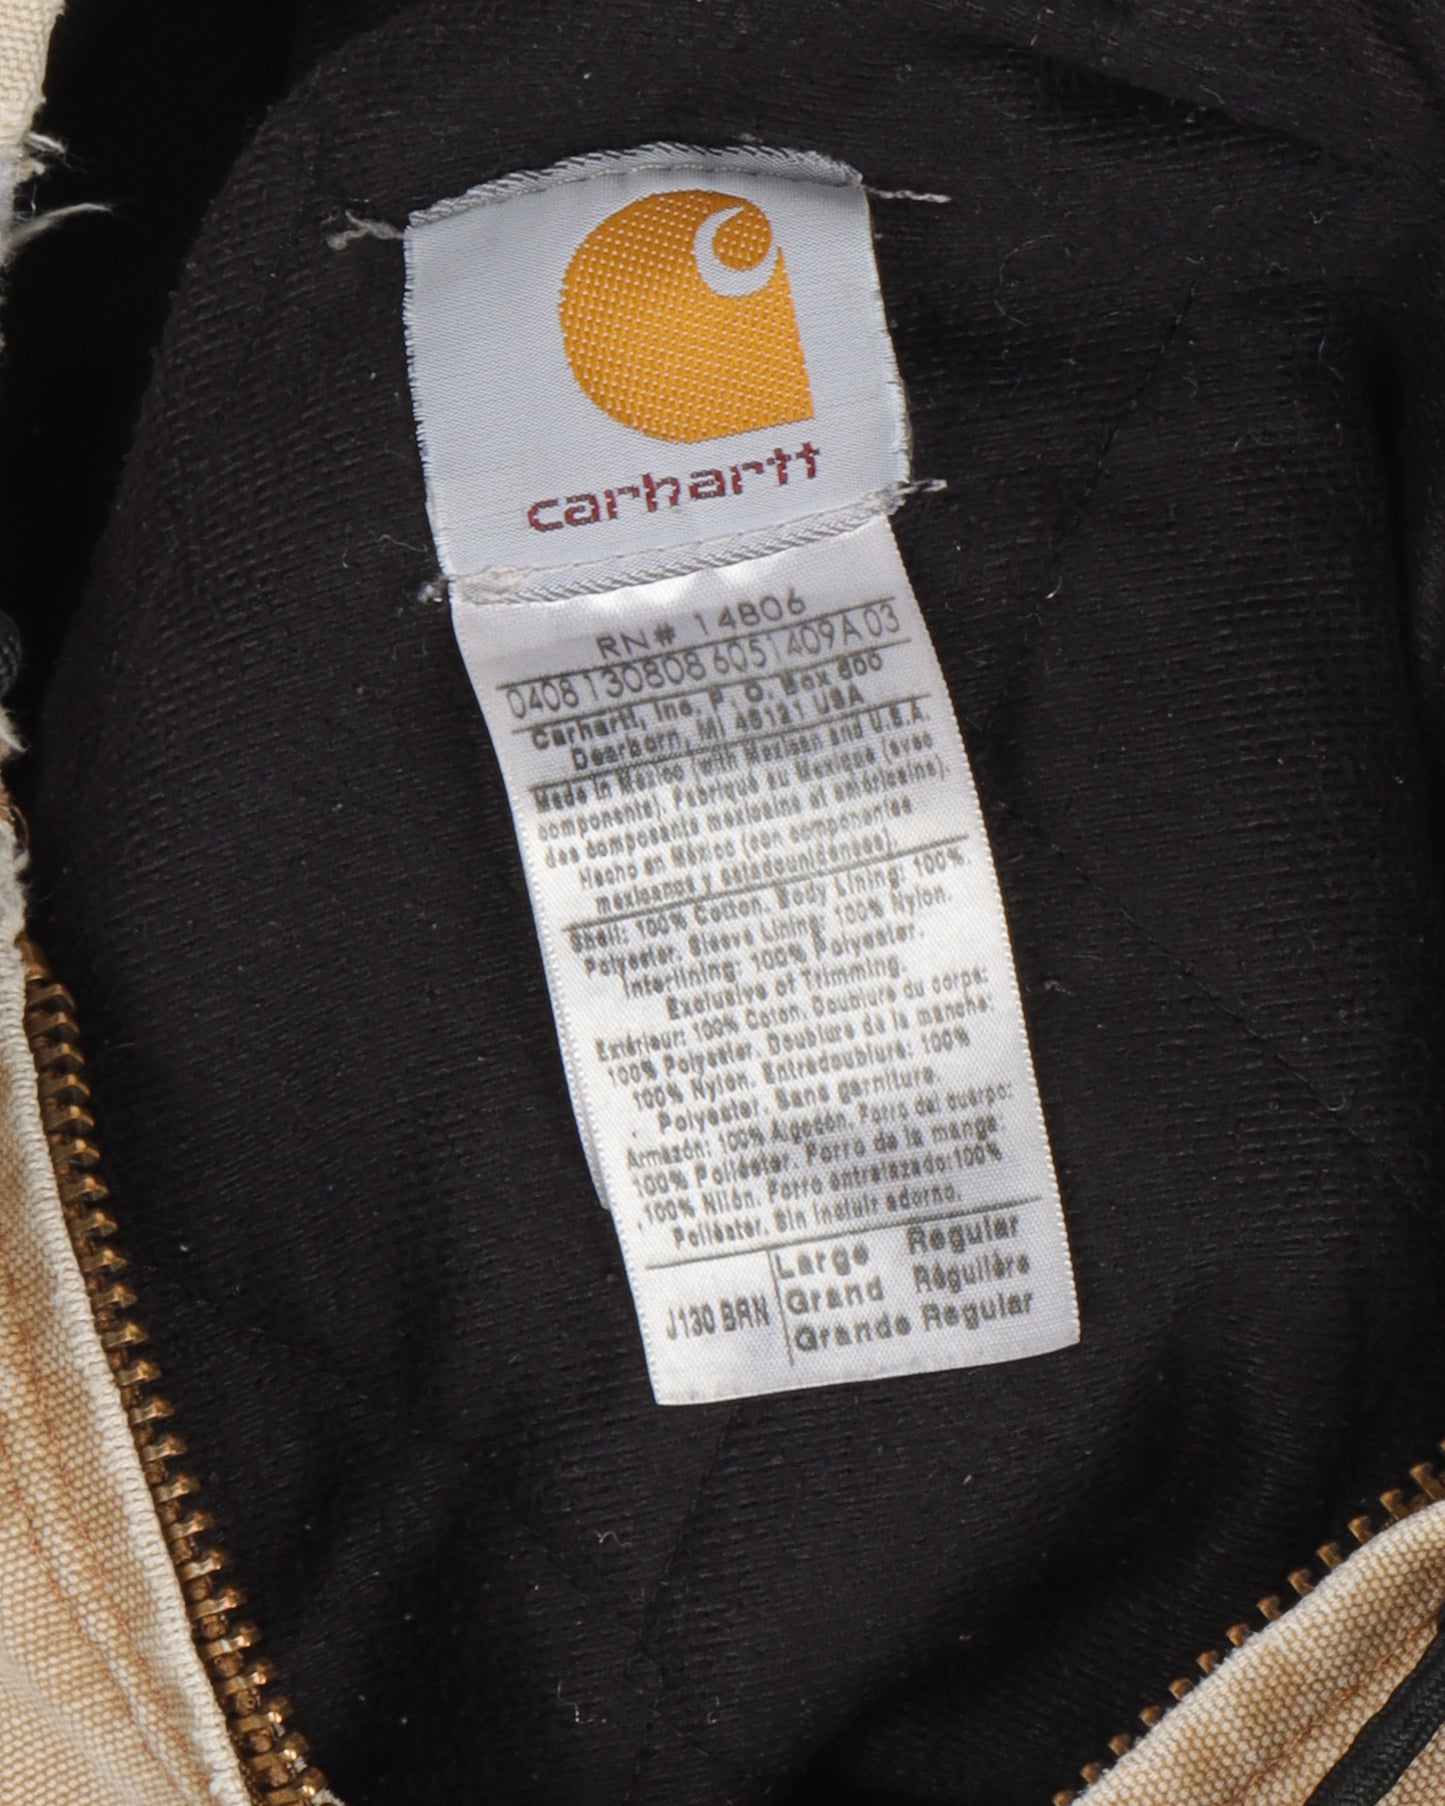 carhartt
RN# 14806
0408130808 6051409A 03
Carhartt, Inc. P. O. Box 600
Dearborn, MI 48121 USA
Made in Mexico (with Mexican and U.S.A.
components). Fabriqué au Mexique (avec
des composants mexicains et américains).
Hecho en México (con componentes
mexicanos y estadounidenses).
Shell: 100% Cotton. Body Lining: 100%
Polyester. Sleeve Lining: 100% Nylon.
Interlining: 100% Polyester.
Exclusive of Trimming.
Extérieur: 100% Coton. Doublure du corps:
100% Polyester. Doublure de la manche:
100% Nylon. Entredoublure: 100%
Polyester. Sans garniture.
Armazón: 100% Algodón. Forro del cuerpo:
100% Poliéster. Forro de la manga:
100% Nilón. Forro entrelazado:100%
Poliéster. Sin incluir adorno.
Large Regular
J130 BRN Grand Régulière
Grande Regular